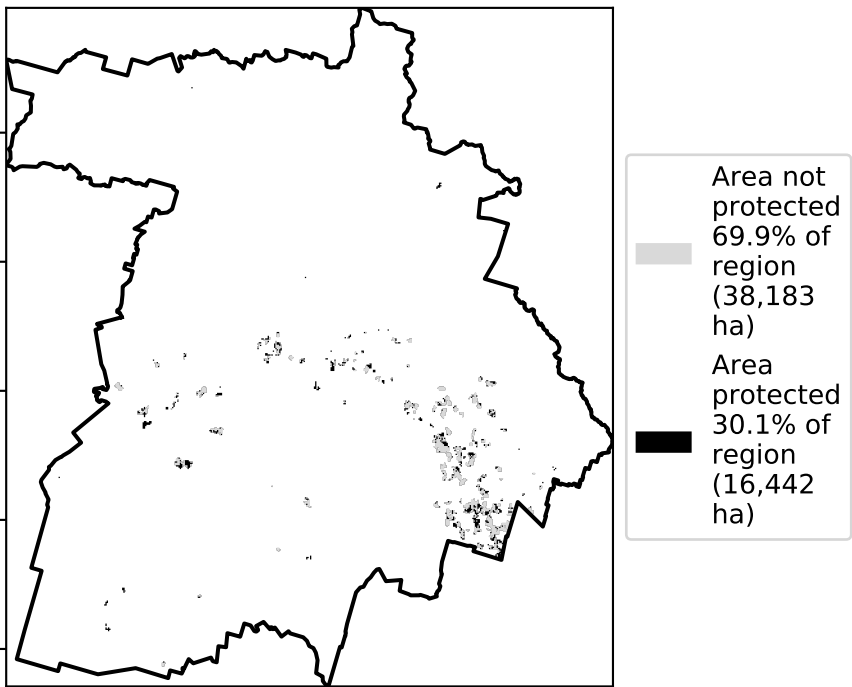 Area not
protected
69.9% of
region
(38,183
ha)
Area
protected
30.1% of
region
(16,442
ha)